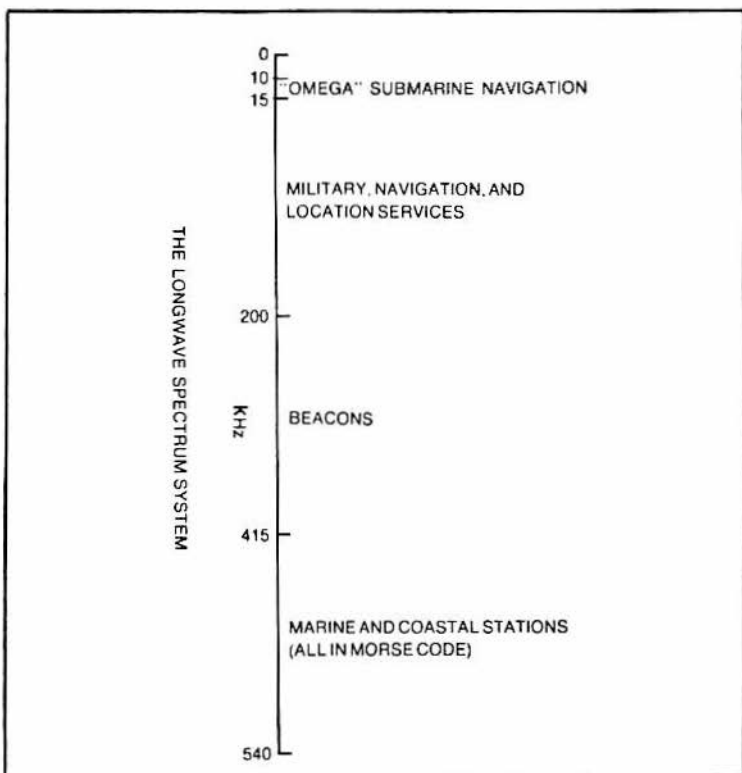 0
10
"OMEGA" SUBMARINE NAVIGATION
15
MILITARY, NAVIGATION, AND
LOCATION SERVICES
THE LONGWAVE SPECTRUM SYSTEM
200
KHz
BEACONS
415
MARINE AND COASTAL STATIONS
(ALL IN MORSE CODE)
540